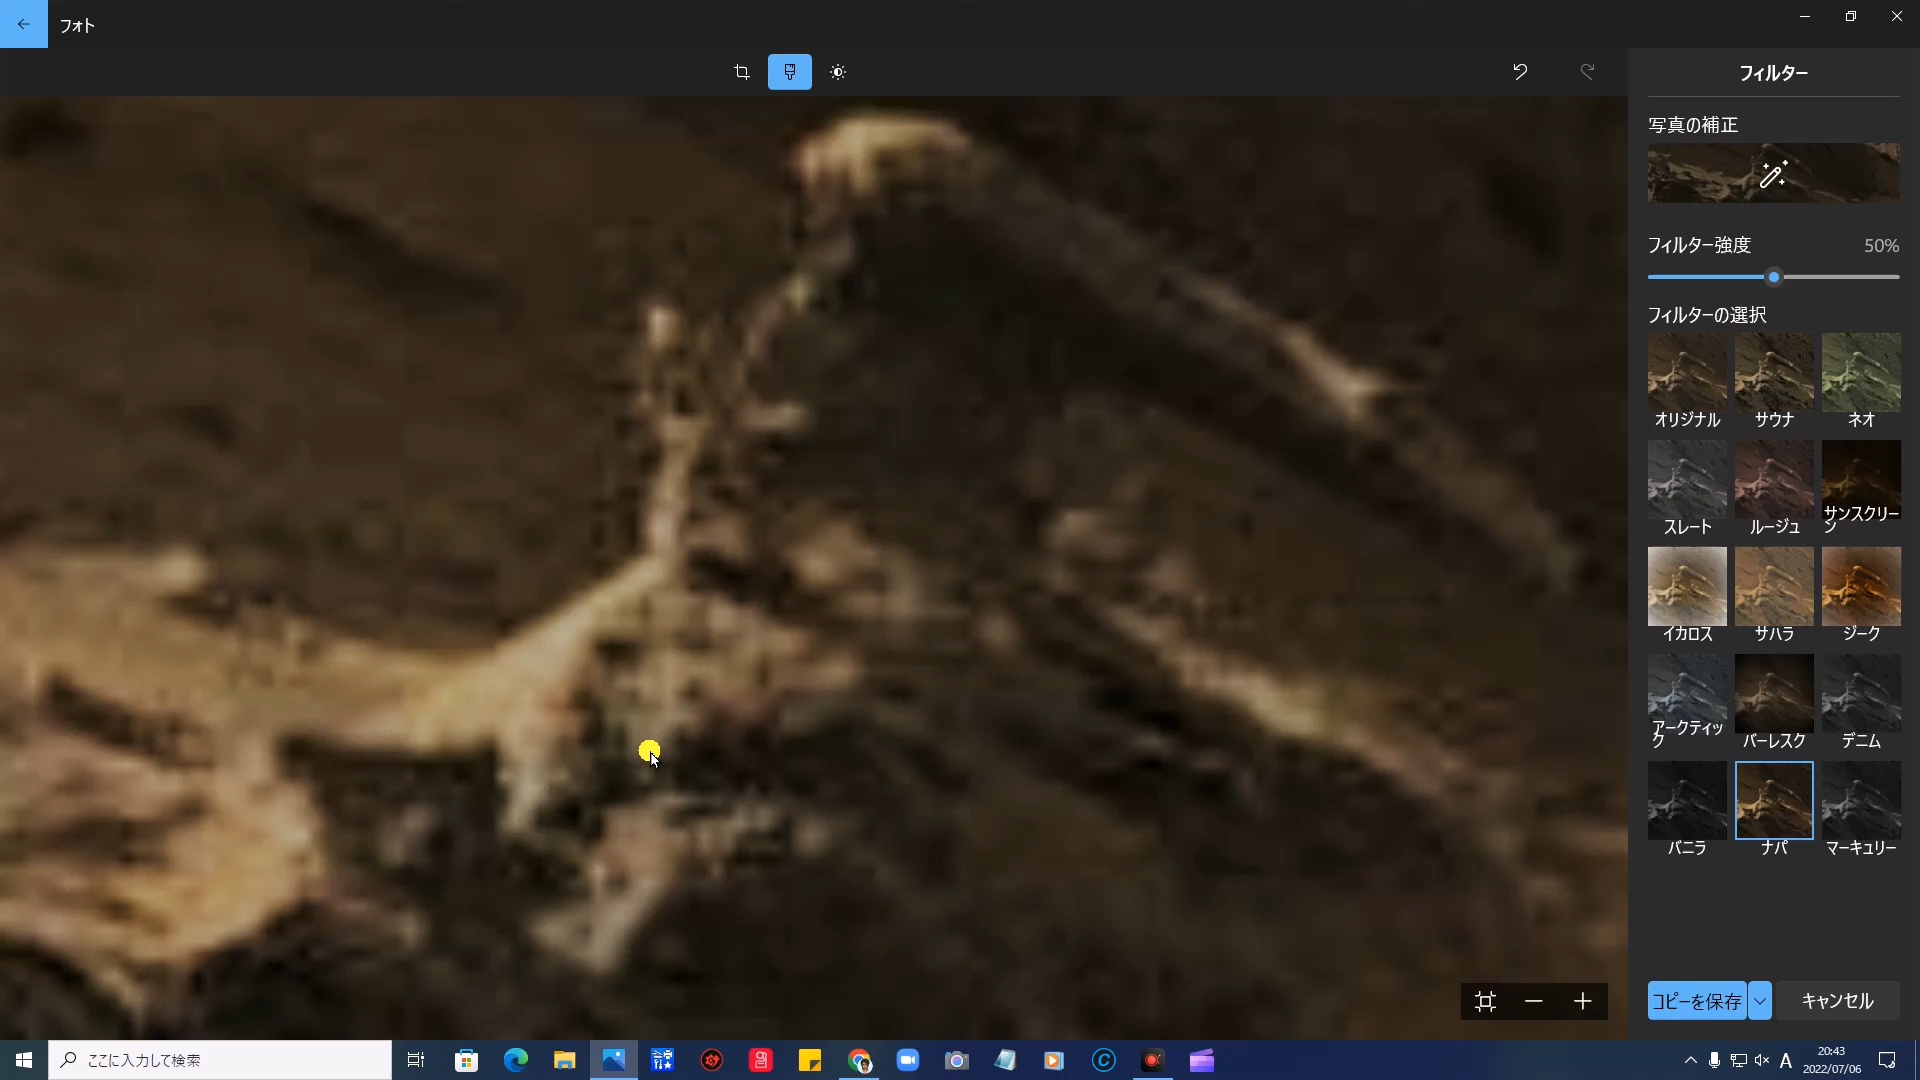 フォト
フィルター
写真の補正
フィルター強度 50%
フィルターの選択
オリジナル サウナ ネオ
スレート ルージュ サンスクリー
ン
イカロス サハラ ジーク
アークティッ
ク バーレスク デニム
バニラ ナパ マーキュリー
コピーを保存 キャンセル
ここに入力して検索
A
20:43
2022/07/06